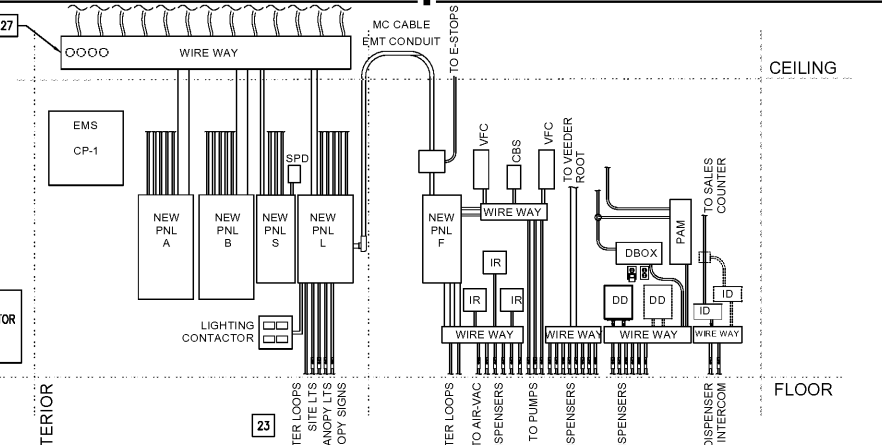 27
MC CABLE
EMT CONDUIT
TO E-STOPS
WIRE WAY
CEILING
EMS
CP-1
SPD
VFC
CBS
VFC
TO VEEDER
ROOT
TO SALES
COUNTER
NEW
PNL
A
NEW
PNL
B
NEW
PNL
S
NEW
PNL
L
NEW
PNL
F
WIRE WAY
PAM
DBOX
IR
IR
IR
DD
DD
ID
ID
TOR
LIGHTING
CONTACTOR
WIRE WAY
WIRE WAY
WIRE WAY
WIRE WAY
FLOOR
TERIOR
23
TER LOOPS
SITE LTS
ANOPY LTS
OPY SIGNS
TER LOOPS
TO AIR-VAC
SPENSERS
TO PUMPS
SPENSERS
SPENSERS
DISPENSER
INTERCOM